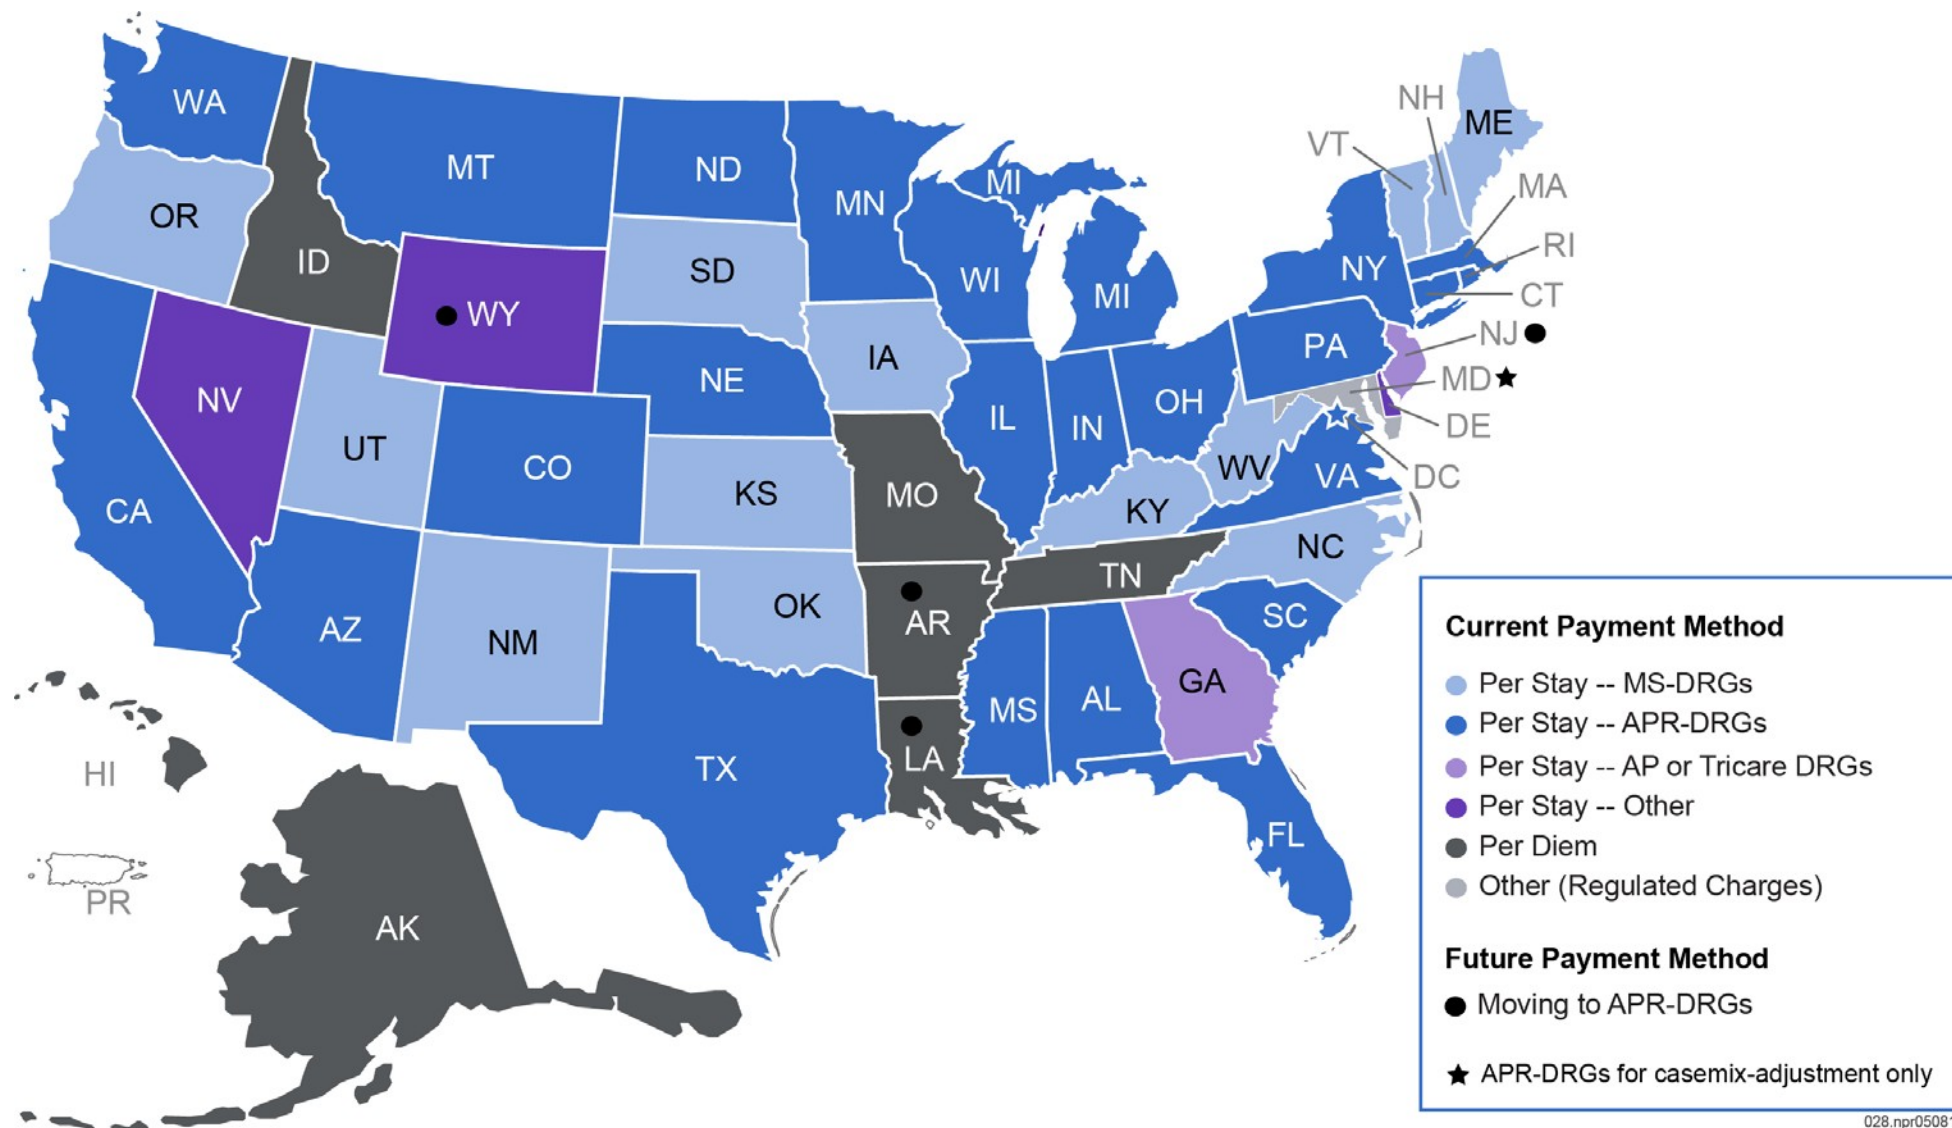 WA
MT
ND
MN
MI
NH
ME
VT
MA
OR
ID
SD
WI
MI
NY
RI
CT
WY
NJ
IA
PA
MD
NV
NE
IL
IN
OH
DE
UT
CO
KS
MO
WV
VA
DC
CA
KY
NC
AZ
NM
OK
TN
AR
SC
MS
AL
GA
HI
TX
LA
FL
PR
AK
Current Payment Method
Per Stay -- MS-DRGs
Per Stay -- APR-DRGs
Per Stay -- AP or Tricare DRGs
Per Stay -- Other
Per Diem
Other (Regulated Charges)
Future Payment Method
Moving to APR-DRGs
★ APR-DRGs for casemix-adjustment only